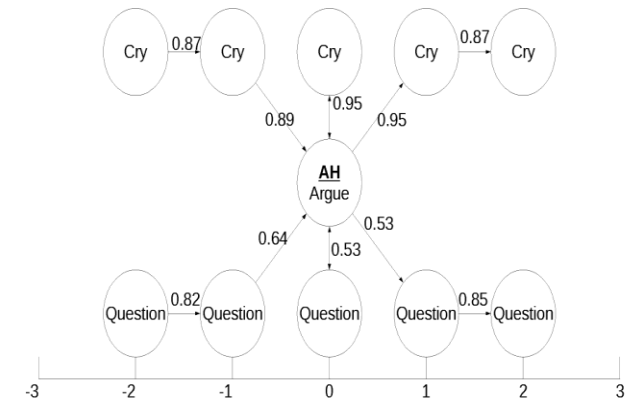 Cry 0.87 Cry Cry Cry 0.87 Cry
0.89 0.95 0.95
AH
Argue
0.64 0.53 0.53
Question 0.82 Question Question Question 0.85 Question
-3 -2 -1 0 1 2 3